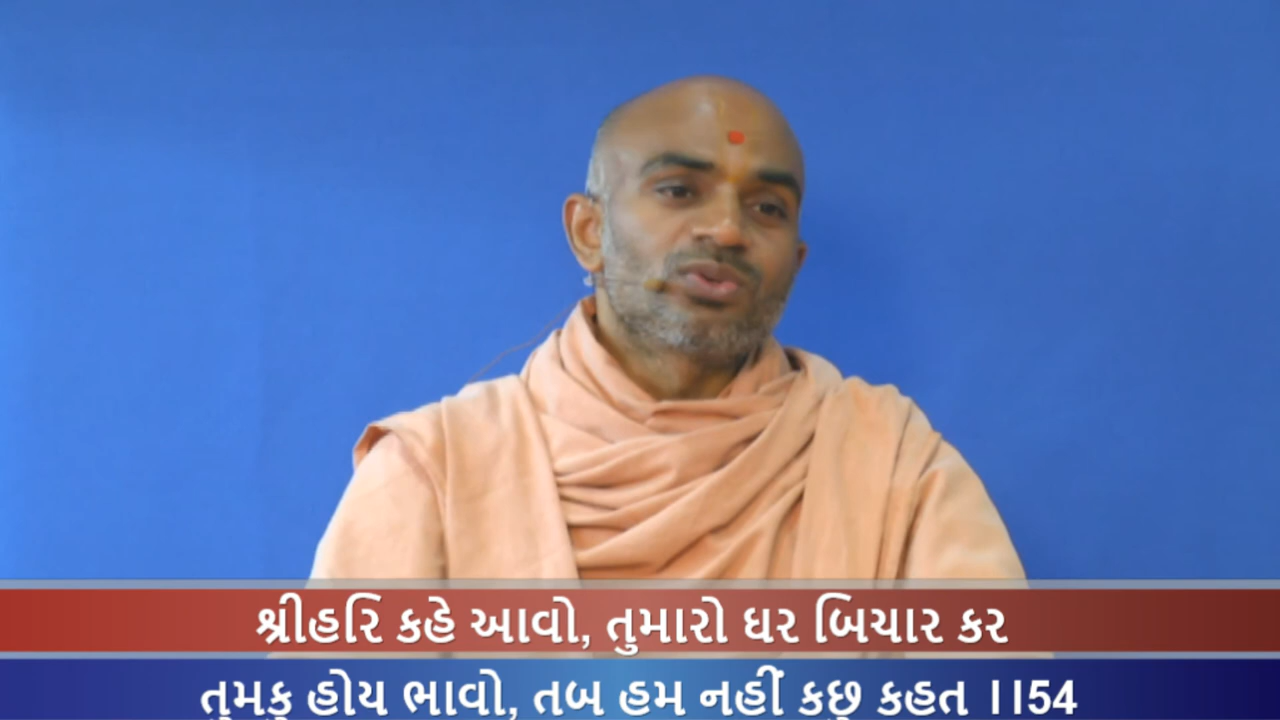 શ્રીહરિ કહે આવો, તુમારો ઘર બિચાર કર
તુમકુ હોય ભાવો, તબ હમ નહીં કછુ કહત ।।54